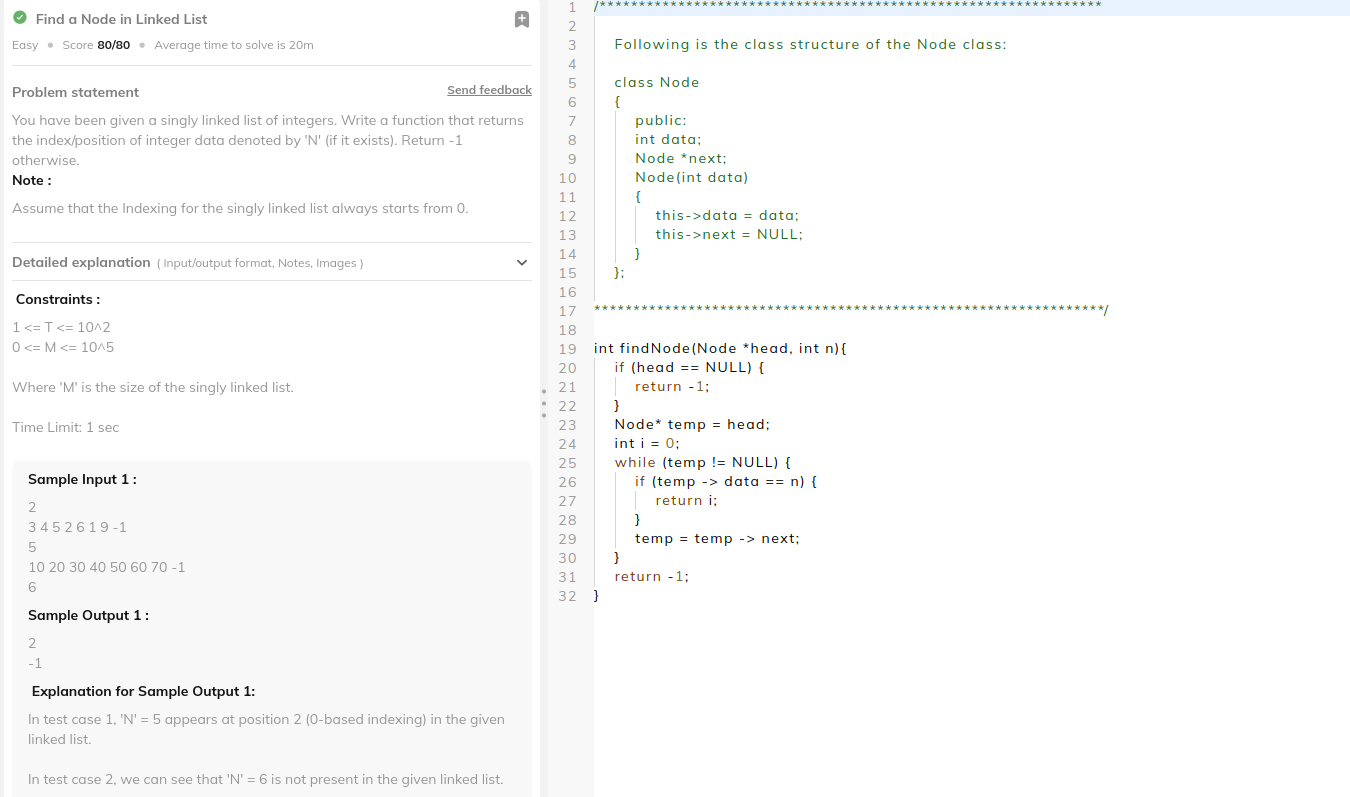 Find a Node in Linked List
Easy • Score 80/80 • Average time to solve is 20m
Problem statement
Send feedback
You have been given a singly linked list of integers. Write a function that returns
the index/position of integer data denoted by 'N' (if it exists). Return -1
otherwise.
Note :
Assume that the Indexing for the singly linked list always starts from 0.
Detailed explanation ( Input/output format, Notes, Images )
Constraints :
1 <= T <= 10^2
0 <= M <= 10^5
Where 'M' is the size of the singly linked list.
Time Limit: 1 sec
Sample Input 1 :
2
3 4 5 2 6 1 9 -1
5
10 20 30 40 50 60 70 -1
6
Sample Output 1 :
2
-1
Explanation for Sample Output 1:
In test case 1, 'N' = 5 appears at position 2 (0-based indexing) in the given
linked list.
In test case 2, we can see that 'N' = 6 is not present in the given linked list.
1 /****************************************************************
2
3 Following is the class structure of the Node class:
4
5 class Node
6 {
7 public:
8 int data;
9 Node *next;
10 Node(int data)
11 {
12 this->data = data;
13 this->next = NULL;
14 }
15 };
16
17 *****************************************************************/
18
19 int findNode(Node *head, int n){
20 if (head == NULL) {
21 return -1;
22 }
23 Node* temp = head;
24 int i = 0;
25 while (temp != NULL) {
26 if (temp -> data == n) {
27 return i;
28 }
29 temp = temp -> next;
30 }
31 return -1;
32 }